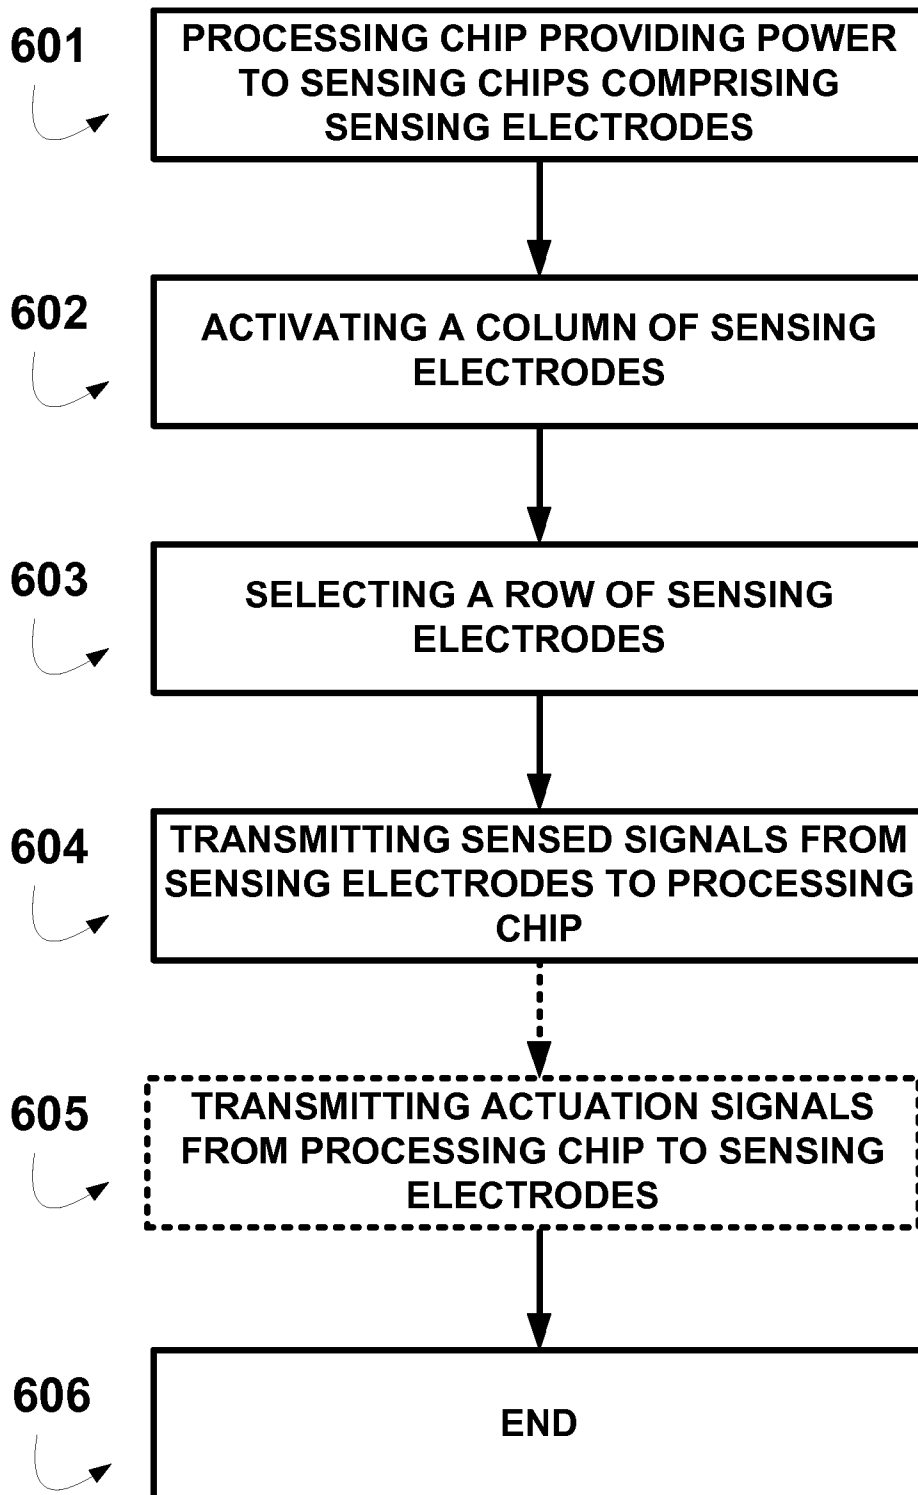 601
PROCESSING CHIP PROVIDING POWER
TO SENSING CHIPS COMPRISING
SENSING ELECTRODES
602
ACTIVATING A COLUMN OF SENSING
ELECTRODES
603
SELECTING A ROW OF SENSING
ELECTRODES
604
TRANSMITTING SENSED SIGNALS FROM
SENSING ELECTRODES TO PROCESSING
CHIP
605
TRANSMITTING ACTUATION SIGNALS
FROM PROCESSING CHIP TO SENSING
ELECTRODES
606
END